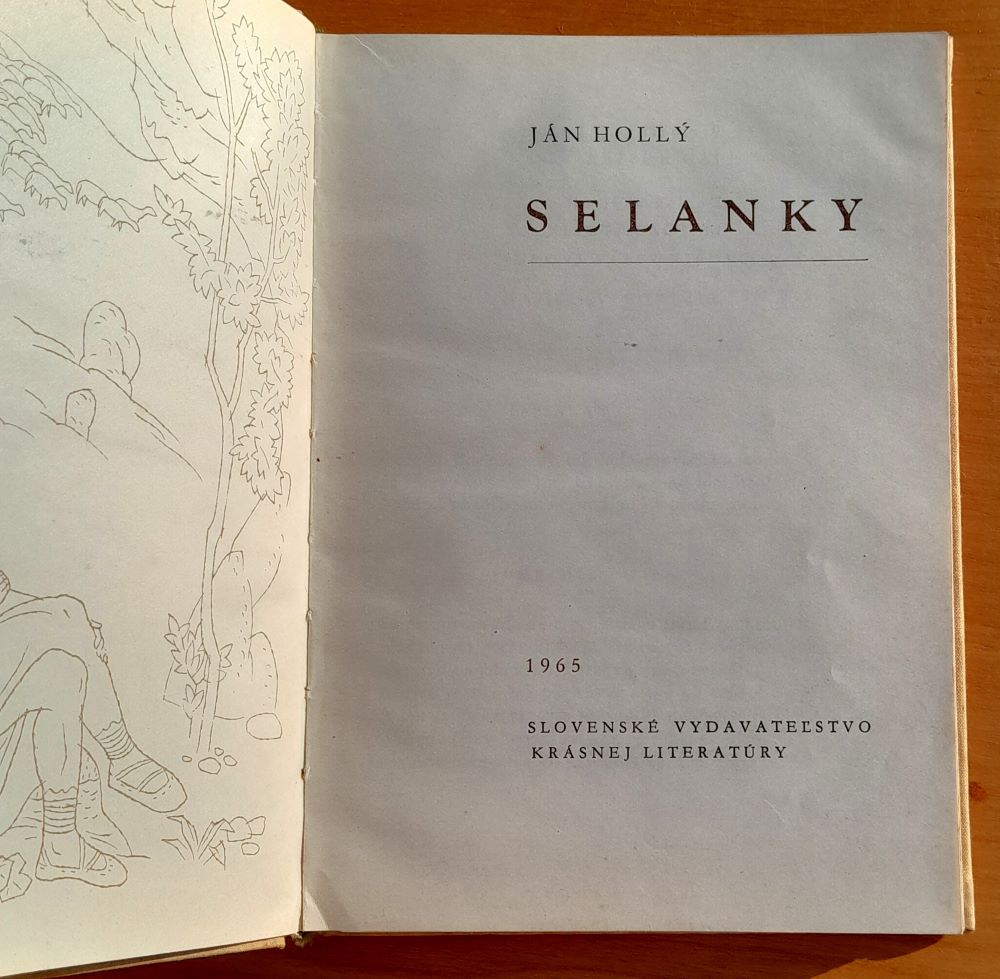 JÁN HOLLÝ
SELANKY
1965
SLOVENSKÉ VYDAVATEĽSTVO
KRÁSNEJ LITERATÚRY